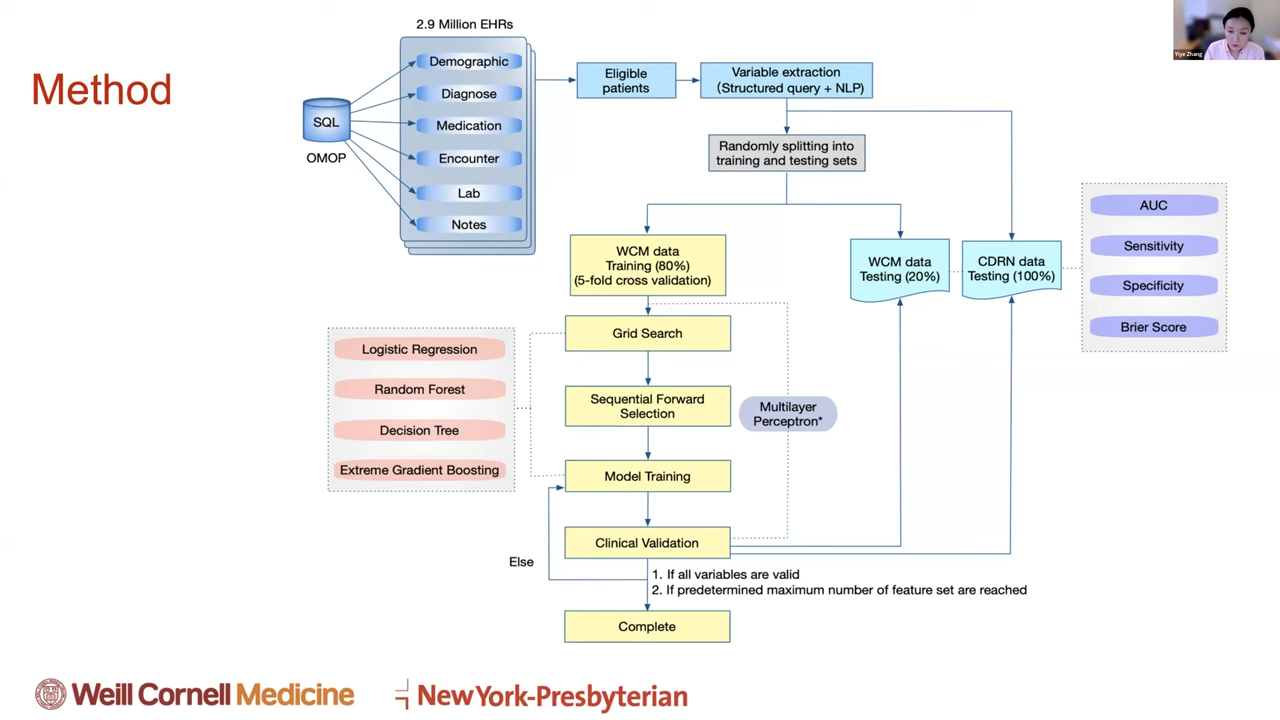 Method
2.9 Million EHRs
SQL
OMOP
Demographic
Diagnose
Medication
Encounter
Lab
Notes
Eligible
patients
Variable extraction
(Structured query + NLP)
Randomly splitting into
training and testing sets
WCM data
Training (80%)
(5-fold cross validation)
WCM data
Testing (20%)
CDRN data
Testing (100%)
AUC
Sensitivity
Specificity
Brier Score
Grid Search
Sequential Forward
Selection
Model Training
Clinical Validation
Complete
Logistic Regression
Random Forest
Decision Tree
Extreme Gradient Boosting
Multilayer
Perceptron*
Else
1. If all variables are valid
2. If predetermined maximum number of feature set are reached
Weill Cornell Medicine
NewYork-Presbyterian
Yiye Zhang